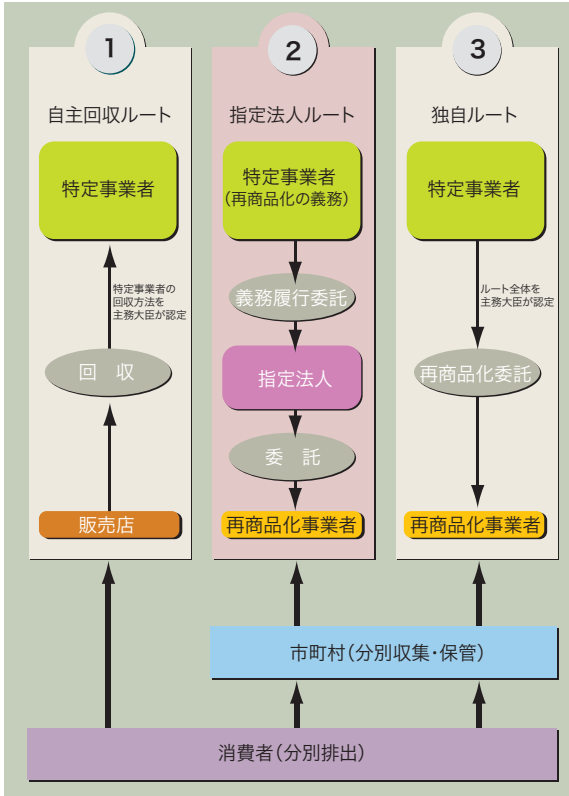 1
自主回収ルート
特定事業者
特定事業者の
回収方法を
主務大臣が認定
回　収
販売店
2
指定法人ルート
特定事業者
(再商品化の義務)
義務履行委託
指定法人
委　託
再商品化事業者
3
独自ルート
特定事業者
ルート全体を
主務大臣が認定
再商品化委託
再商品化事業者
市町村(分別収集・保管)
消費者(分別排出)